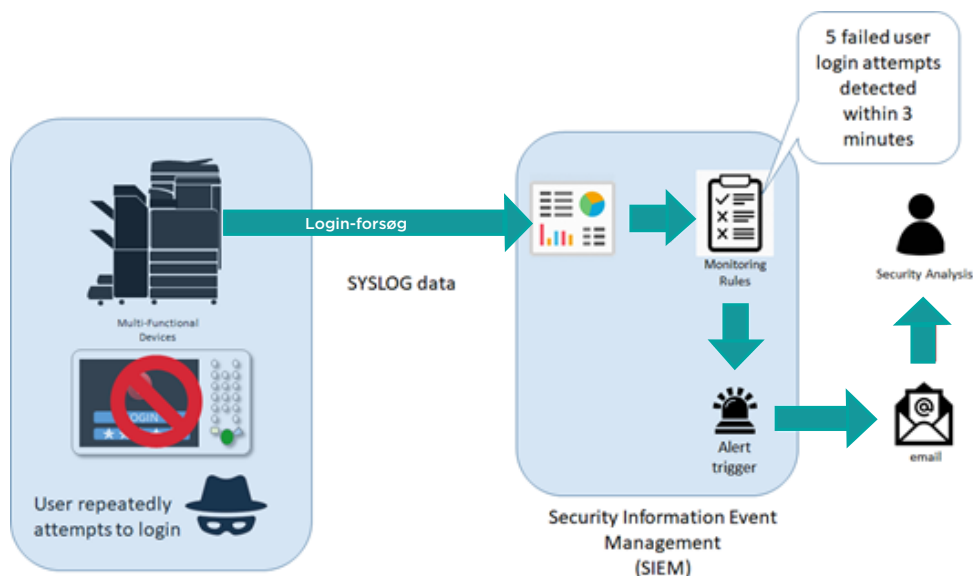 5 failed user
login attempts
detected
within 3
minutes
Login-forsøg
SYSLOG data
Multi-Functional
Devices
LOGIN
User repeatedly
attempts to login
Monitoring
Rules
Alert
trigger
Security Information Event
Management
(SIEM)
Security Analysis
@
email